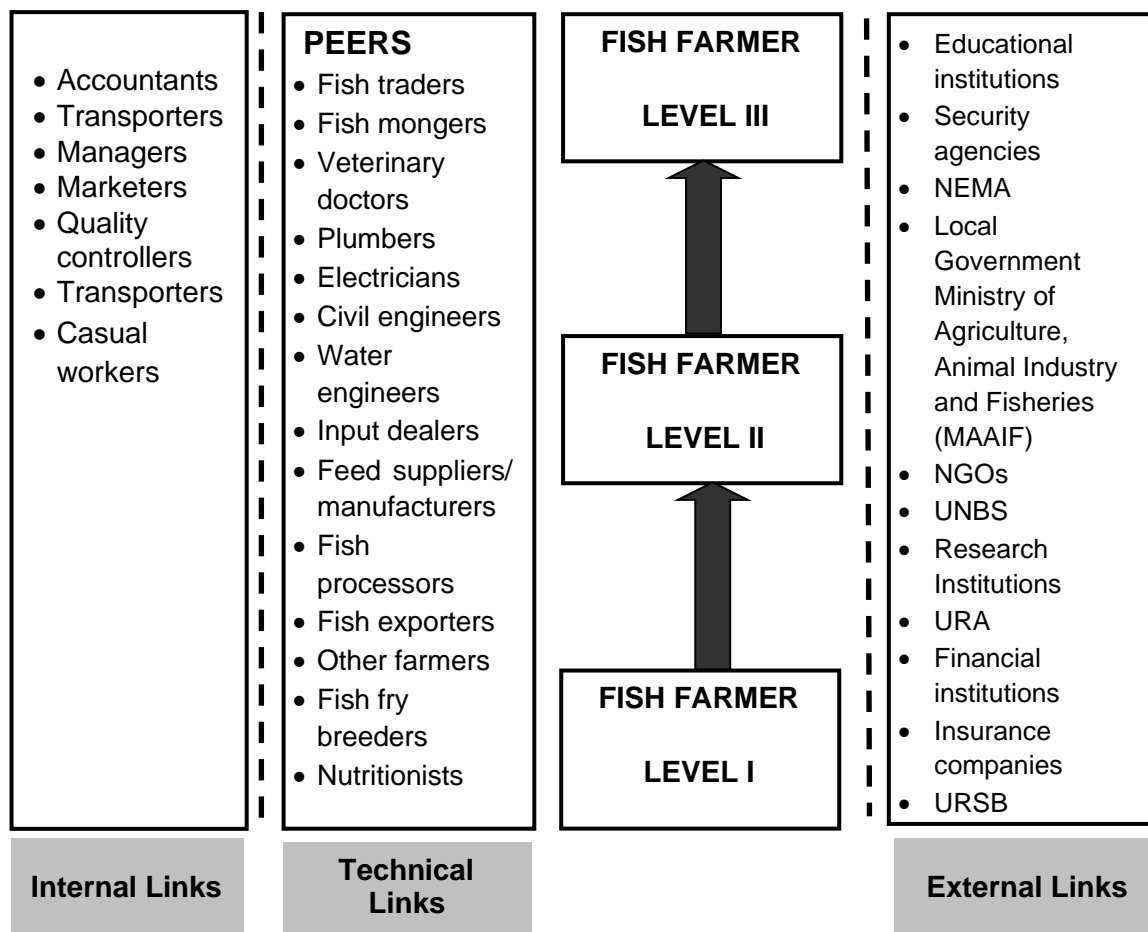 • Accountants
• Transporters
• Managers
• Marketers
• Quality
controllers
• Transporters
• Casual
workers
Internal Links
PEERS
• Fish traders
• Fish mongers
• Veterinary
doctors
• Plumbers
• Electricians
• Civil engineers
• Water
engineers
• Input dealers
• Feed suppliers/
manufacturers
• Fish
processors
• Fish exporters
• Other farmers
• Fish fry
breeders
• Nutritionists
Technical
Links
FISH FARMER
LEVEL III
FISH FARMER
LEVEL II
FISH FARMER
LEVEL I
• Educational
institutions
• Security
agencies
• NEMA
• Local
Government
Ministry of
Agriculture,
Animal Industry
and Fisheries
(MAAIF)
• NGOs
• UNBS
• Research
Institutions
• URA
• Financial
institutions
• Insurance
companies
• URSB
External Links